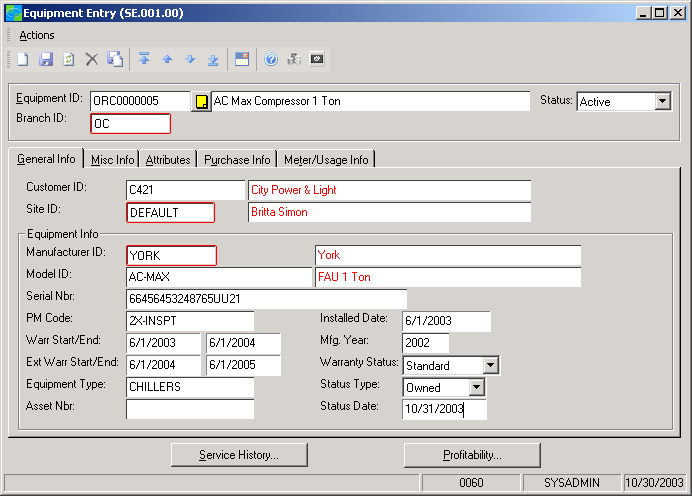 Equipment Entry (SE.001.00)
Actions
Equipment ID: ORC0000005 AC Max Compressor 1 Ton Status: Active
Branch ID: OC
General Info Misc Info Attributes Purchase Info Meter/Usage Info
Customer ID: C421 City Power & Light
Site ID: DEFAULT Britta Simon
Equipment Info
Manufacturer ID: YORK York
Model ID: AC-MAX FAU 1 Ton
Serial Nbr: 66456453248765UU21
PM Code: 2X-INSPT Installed Date: 6/1/2003
Warr Start/End: 6/1/2003 6/1/2004 Mfg. Year: 2002
Ext Warr Start/End: 6/1/2004 6/1/2005 Warranty Status: Standard
Equipment Type: CHILLERS Status Type: Owned
Asset Nbr: Status Date: 10/31/2003
Service History... Profitability...
0060 SYSADMIN 10/30/2003